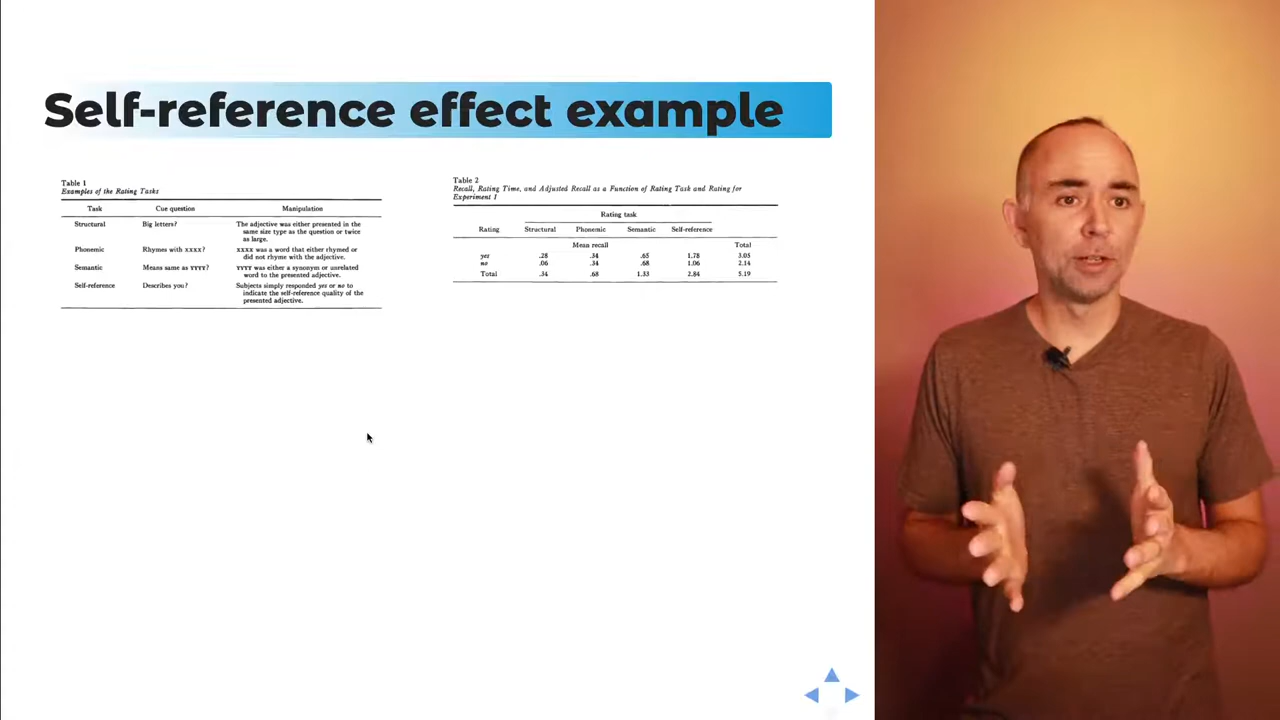 Self-reference effect example
Table 1
Examples of the Rating Tasks
Task Cue question Manipulation
Structural Big letters? The adjective was either presented in the
same size type as the question or twice
as large.
Phonemic Rhymes with xxxx? xxxx was a word that either rhymed or
did not rhyme with the adjective.
Semantic Means same as YYYY? YYYY was either a synonym or unrelated
word to the presented adjective.
Self-reference Describes you? Subjects simply responded yes or no to
indicate the self-reference quality of the
presented adjective.
Table 2
Recall, Rating Time, and Adjusted Recall as a Function of Rating Task and Rating for
Experiment 1
Rating task
Rating Structural Phonemic Semantic Self-reference
Mean recall Total
yes .28 .34 .65 1.78 3.05
no .06 .34 .68 1.06 2.14
Total .34 .68 1.33 2.84 5.19